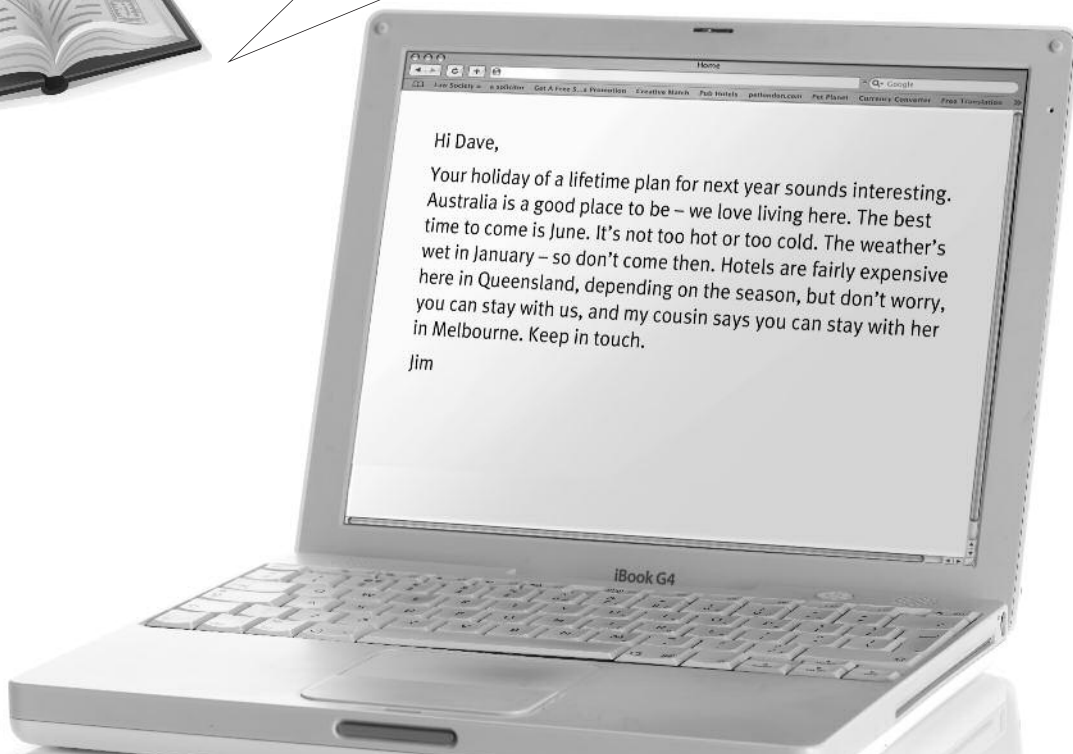 Home
Google
Law Society
a solicitor
Get A Free S...e Promotion
Creative Match
Pub Hotels
petlondon.com
Pet Planet
Currency Converter
Free Translation
Hi Dave,
Your holiday of a lifetime plan for next year sounds interesting.
Australia is a good place to be – we love living here. The best
time to come is June. It's not too hot or too cold. The weather's
wet in January – so don't come then. Hotels are fairly expensive
here in Queensland, depending on the season, but don't worry,
you can stay with us, and my cousin says you can stay with her
in Melbourne. Keep in touch.
Jim
iBook G4